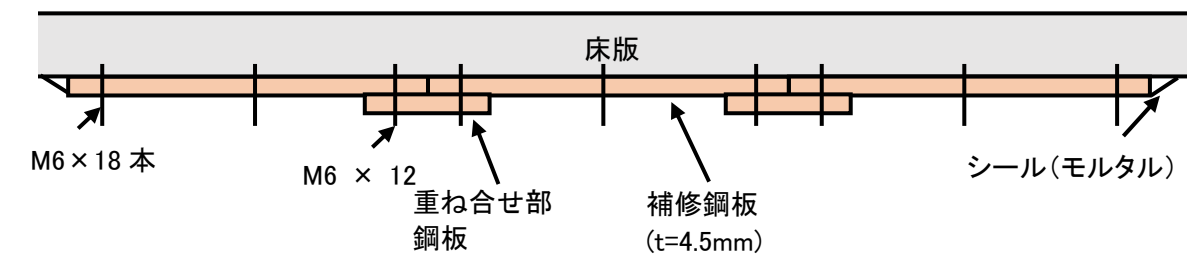 床版
M6×18 本
M6 × 12
重ね合せ部
鋼板
補修鋼板
(t=4.5mm)
シール(モルタル)